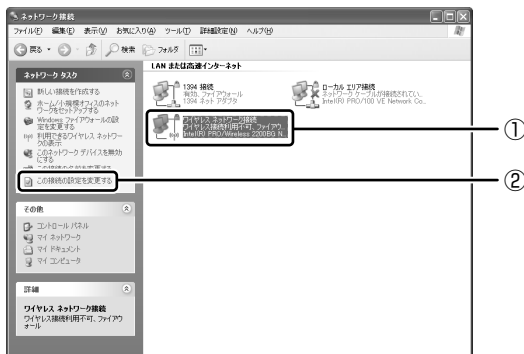 ネットワーク接続
ファイル(F) 編集(E) 表示(V) お気に入り(A) ツール(T) 詳細設定(N) ヘルプ(H)
戻る 検索 フォルダ
LAN または高速インターネット
ネットワーク タスク
新しい接続を作成する
ホーム/小規模オフィスのネット
ワークをセットアップする
Windows ファイアウォールの設
定を変更する
利用できるワイヤレス ネットワー
クの表示
このネットワーク デバイスを無効
にする
この接続の名前を変更する
この接続の設定を変更する
その他
コントロール パネル
マイ ネットワーク
マイ ドキュメント
マイ コンピュータ
詳細
ワイヤレス ネットワーク接続
ワイヤレス接続利用不可、ファイアウ
ォール
1394 接続
有効、ファイアウォール
1394 ネット アダプタ
ローカル エリア接続
ネットワーク ケーブルが接続されてい...
Intel(R) PRO/100 VE Network Co...
ワイヤレス ネットワーク接続
ワイヤレス接続利用不可、ファイアウ...
Intel(R) PRO/Wireless 2200BG N...
①
②